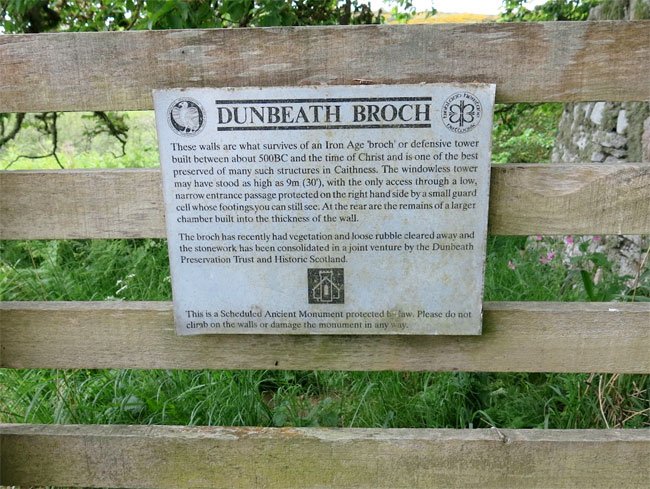 DUNBEATH BROCH
These walls are what survives of an Iron Age 'broch' or defensive tower
built between about 500BC and the time of Christ and is one of the best
preserved of many such structures in Caithness. The windowless tower
may have stood as high as 9m (30'), with the only access through a low,
narrow entrance passage protected on the right hand side by a small guard
cell whose footings you can still see. At the rear are the remains of a larger
chamber built into the thickness of the wall.
The broch has recently had vegetation and loose rubble cleared away and
the stonework has been consolidated in a joint venture by the Dunbeath
Preservation Trust and Historic Scotland.
This is a Scheduled Ancient Monument protected by law. Please do not
climb on the walls or damage the monument in any way.